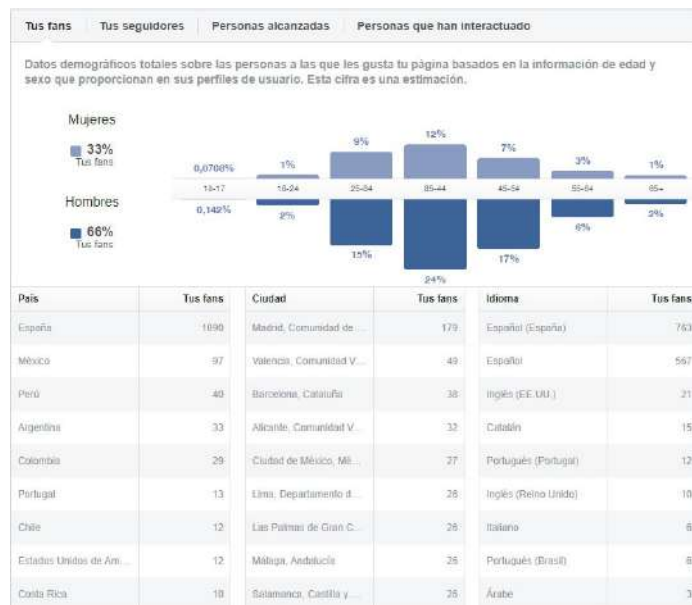 Tus fans Tus seguidores Personas alcanzadas Personas que han interactuado
Datos demográficos totales sobre las personas a las que les gusta tu página basados en la información de edad y
sexo que proporcionan en sus perfiles de usuario. Esta cifra es una estimación.
Mujeres
33%
Tus fans
0,0708% 1% 9% 12% 7% 3% 1%
13-17 18-24 25-34 35-44 45-54 55-64 65+
Hombres
66%
Tus fans
0,142% 2% 15% 24% 17% 6% 2%
País Tus fans Ciudad Tus fans Idioma Tus fans
España 1090 Madrid, Comunidad de ... 179 Español (España) 763
México 97 Valencia, Comunidad V... 49 Español 567
Perú 40 Barcelona, Cataluña 38 Inglés (EE. UU.) 21
Argentina 33 Alicante, Comunidad V... 32 Catalán 15
Colombia 29 Ciudad de México, Mé... 27 Portugués (Portugal) 12
Portugal 13 Lima, Departamento d... 26 Inglés (Reino Unido) 10
Chile 12 Las Palmas de Gran C... 26 Italiano 6
Estados Unidos de Am... 12 Málaga, Andalucía 26 Portugués (Brasil) 6
Costa Rica 10 Salamanca, Castilla y ... 26 Árabe 3